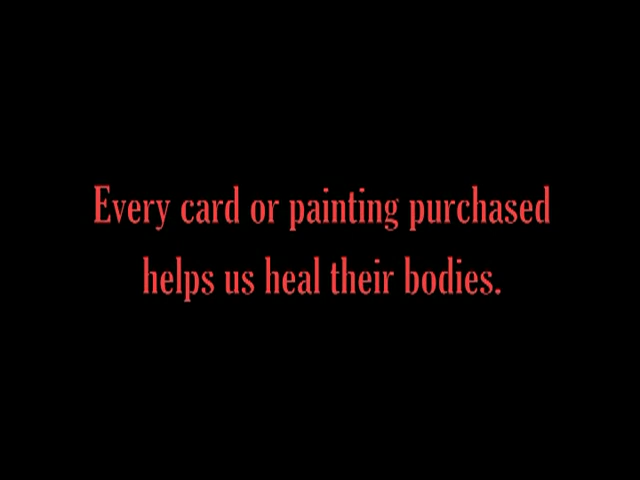 Every card or painting purchased
helps us heal their bodies.